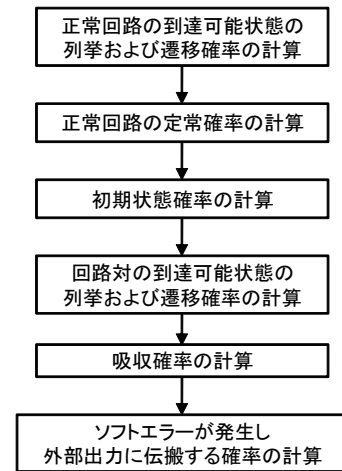 正常回路の到達可能状態の
列挙および遷移確率の計算
正常回路の定常確率の計算
初期状態確率の計算
回路対の到達可能状態の
列挙および遷移確率の計算
吸収確率の計算
ソフトエラーが発生し
外部出力に伝搬する確率の計算